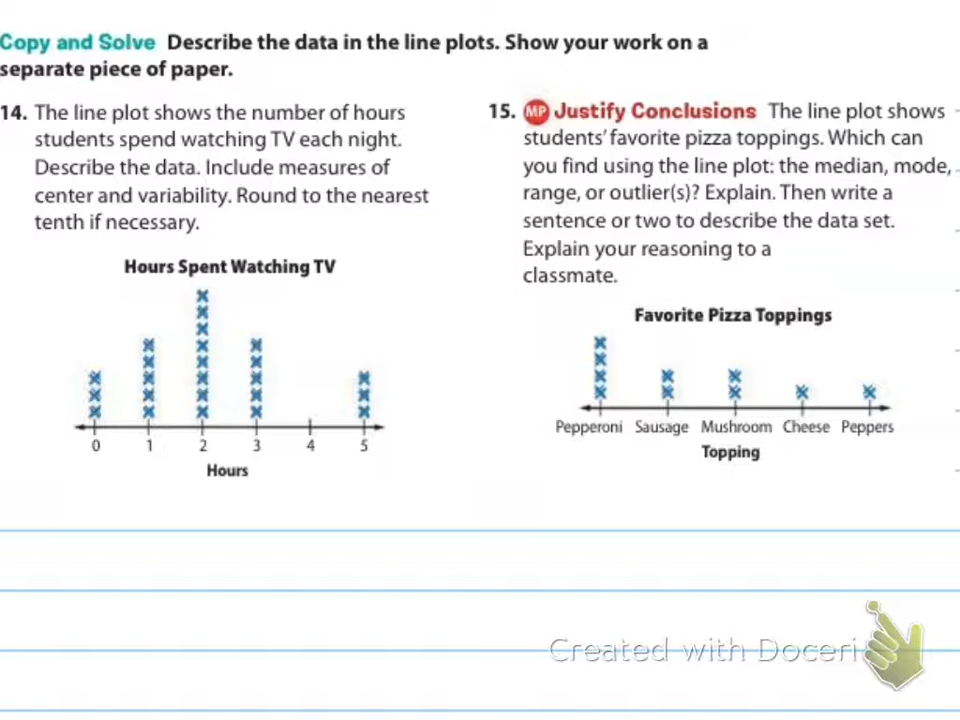 Copy and Solve Describe the data in the line plots. Show your work on a
separate piece of paper.
14. The line plot shows the number of hours
students spend watching TV each night.
Describe the data. Include measures of
center and variability. Round to the nearest
tenth if necessary.
Hours Spent Watching TV
0 1 2 3 4 5
Hours
15. MP Justify Conclusions The line plot shows
students' favorite pizza toppings. Which can
you find using the line plot: the median, mode,
range, or outlier(s)? Explain. Then write a
sentence or two to describe the data set.
Explain your reasoning to a
classmate.
Favorite Pizza Toppings
Pepperoni Sausage Mushroom Cheese Peppers
Topping
Created with Doceri